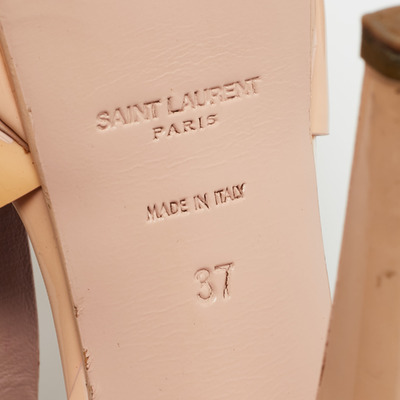 SAINT LAURENT
PARIS
MADE IN ITALY
37